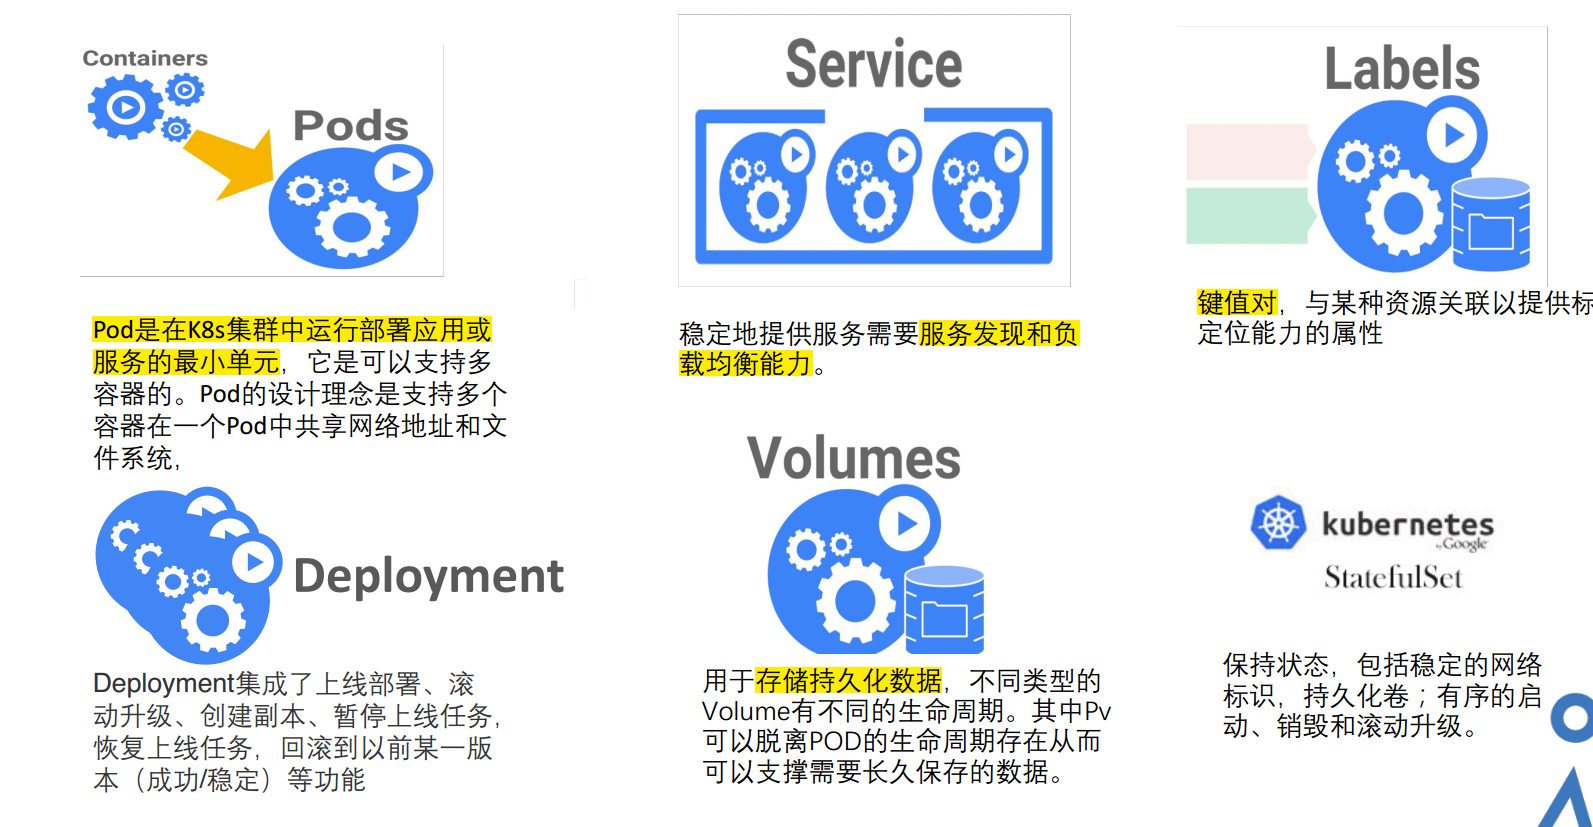 Containers
Pods
Pod是在K8s集群中运行部署应用或
服务的最小单元，它是可以支持多
容器的。Pod的设计理念是支持多个
容器在一个Pod中共享网络地址和文
件系统，
Service
稳定地提供服务需要服务发现和负
载均衡能力。
Labels
键值对，与某种资源关联以提供标
定位能力的属性
Deployment
Deployment集成了上线部署、滚
动升级、创建副本、暂停上线任务，
恢复上线任务，回滚到以前某一版
本（成功/稳定）等功能
Volumes
用于存储持久化数据，不同类型的
Volume有不同的生命周期。其中Pv
可以脱离POD的生命周期存在从而
可以支撑需要长久保存的数据。
kubernetes
by Google
StatefulSet
保持状态，包括稳定的网络
标识，持久化卷；有序的启
动、销毁和滚动升级。